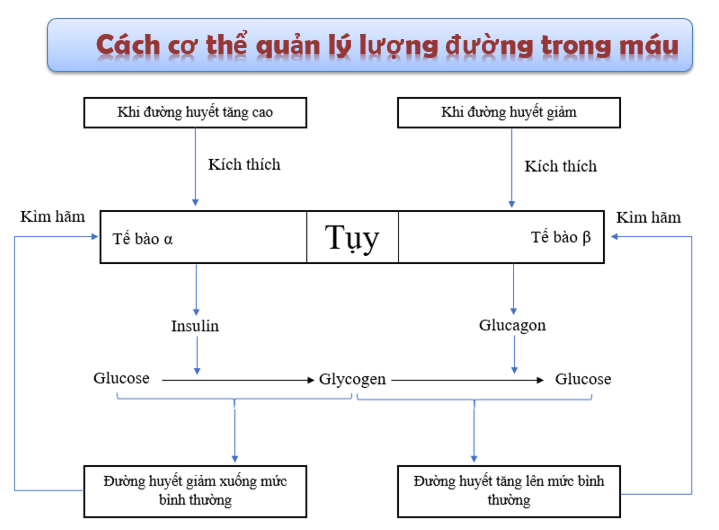 Cách cơ thể quản lý lượng đường trong máu
Khi đường huyết tăng cao
Khi đường huyết giảm
Kích thích
Kích thích
Kìm hãm
Kìm hãm
Tế bào α
Tụy
Tế bào β
Insulin
Glucagon
Glucose
Glycogen
Glucose
Đường huyết giảm xuống mức
bình thường
Đường huyết tăng lên mức bình
thường